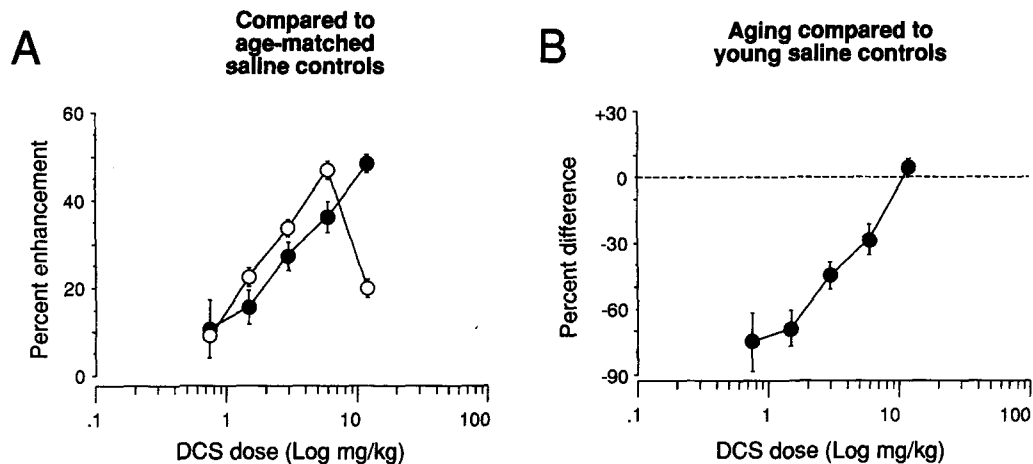 A
Compared to
age-matched
saline controls
Percent enhancement
60
40
20
0
.1
1
10
100
DCS dose (Log mg/kg)
B
Aging compared to
young saline controls
Percent difference
+30
0
-30
-60
-90
.1
1
10
100
DCS dose (Log mg/kg)